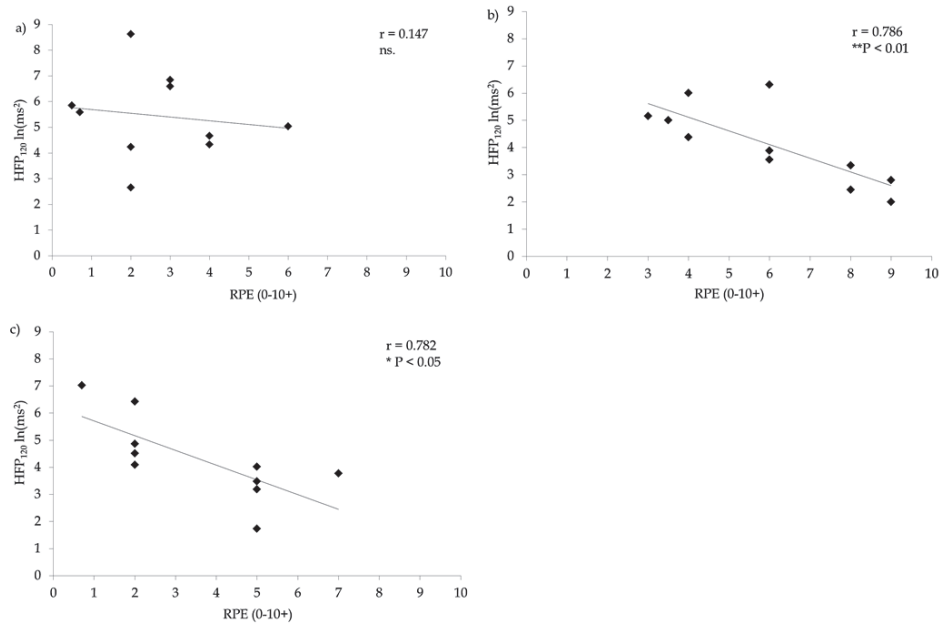 a)
r = 0.147
ns.
HFP₁₂₀ ln(ms²)
9
8
7
6
5
4
3
2
1
0
0 1 2 3 4 5 6 7 8 9 10
RPE (0-10+)
b)
r = 0.786
**P < 0.01
HFP₁₂₀ ln(ms²)
9
8
7
6
5
4
3
2
1
0
0 1 2 3 4 5 6 7 8 9 10
RPE (0-10+)
c)
r = 0.782
* P < 0.05
HFP₁₂₀ ln(ms²)
9
8
7
6
5
4
3
2
1
0
0 1 2 3 4 5 6 7 8 9 10
RPE (0-10+)